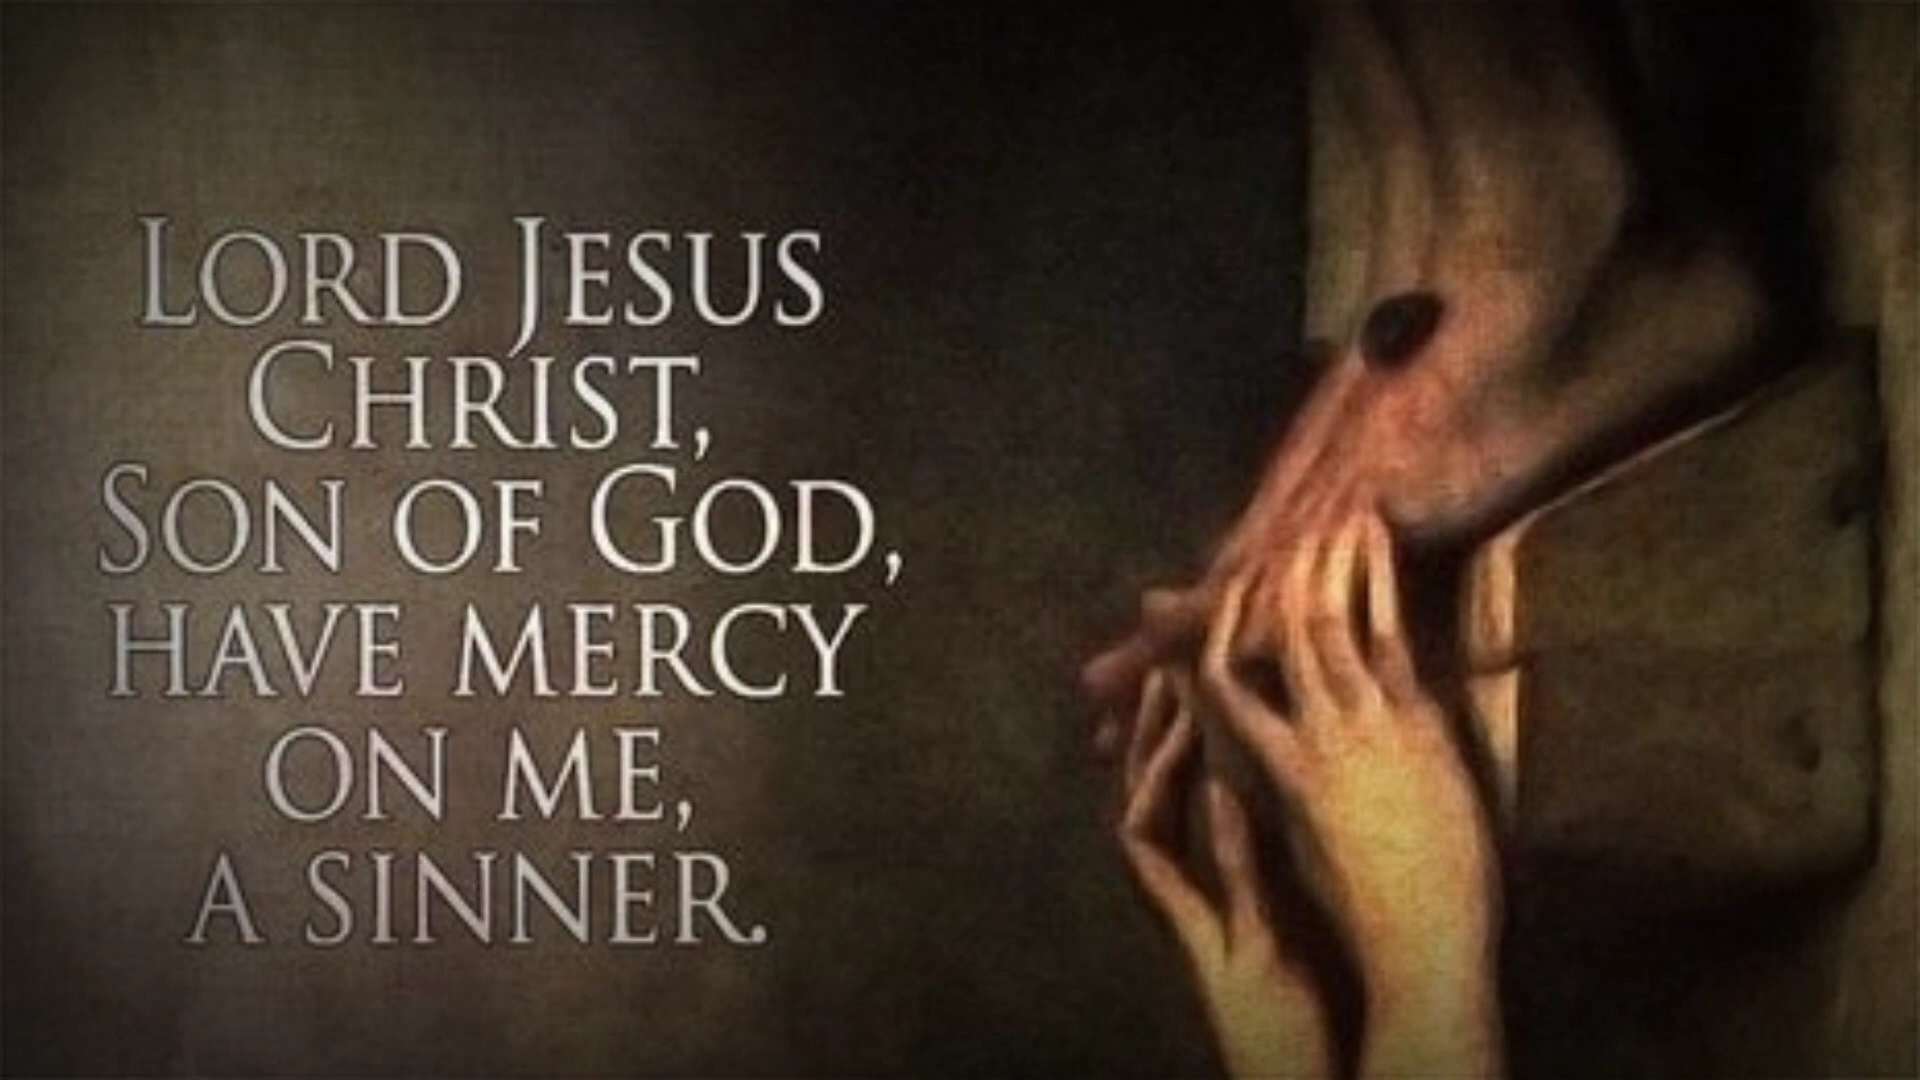 Lord Jesus
Christ,
Son of God,
have mercy
on me,
a sinner.